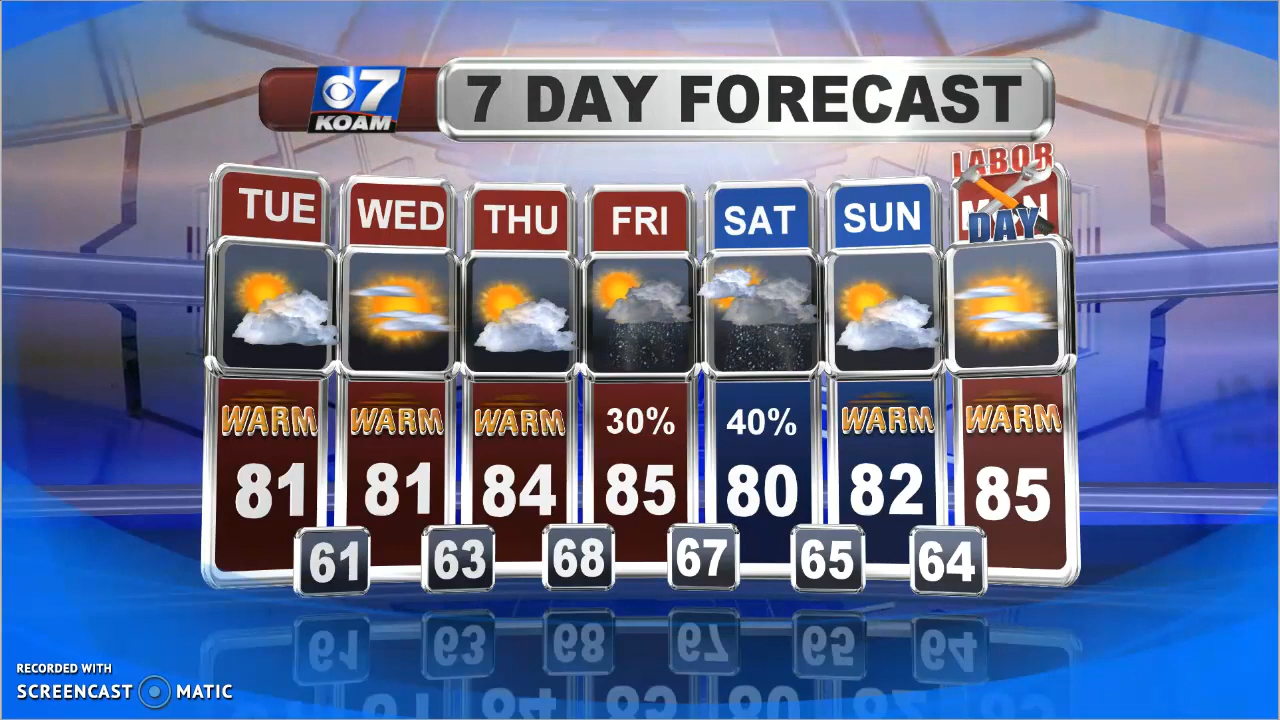 7
KOAM
7 DAY FORECAST
LABOR
DAY
TUE WED THU FRI SAT SUN MON
WARM WARM WARM 30% 40% WARM WARM
81 81 84 85 80 82 85
61 63 68 67 65 64
RECORDED WITH
SCREENCAST MATIC